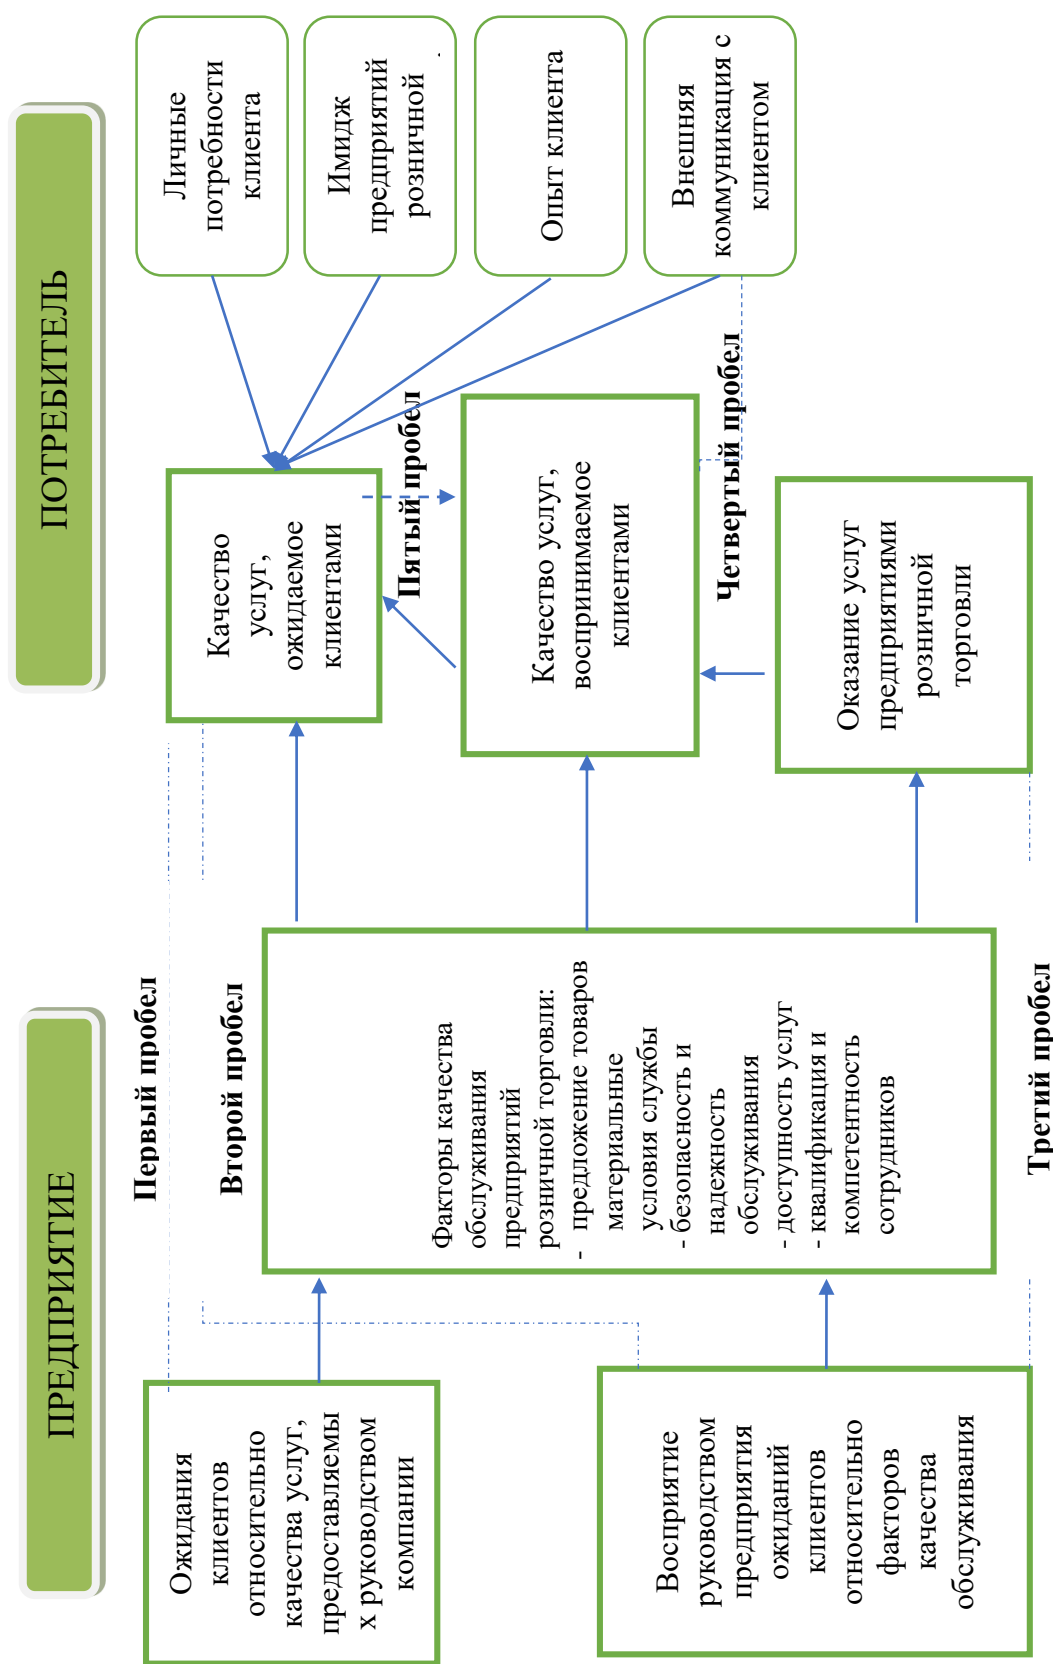 ПРЕДПРИЯТИЕ
ПОТРЕБИТЕЛЬ
Ожидания
клиентов
относительно
качества услуг,
предоставляемы
х руководством
компании
Восприятие
руководством
предприятия
ожиданий
клиентов
относительно
факторов
качества
обслуживания
Первый пробел
Второй пробел
Факторы качества
обслуживания
предприятий
розничной торговли:
- предложение товаров
материальные
условия службы
- безопасность и
надежность
обслуживания
- доступность услуг
- квалификация и
компетентность
сотрудников
Третий пробел
Качество
услуг,
ожидаемое
клиентами
Пятый пробел
Качество услуг,
воспринимаемое
клиентами
Четвертый пробел
Оказание услуг
предприятиями
розничной
торговли
Личные
потребности
клиента
Имидж
предприятий
розничной
Опыт клиента
Внешняя
коммуникация с
клиентом